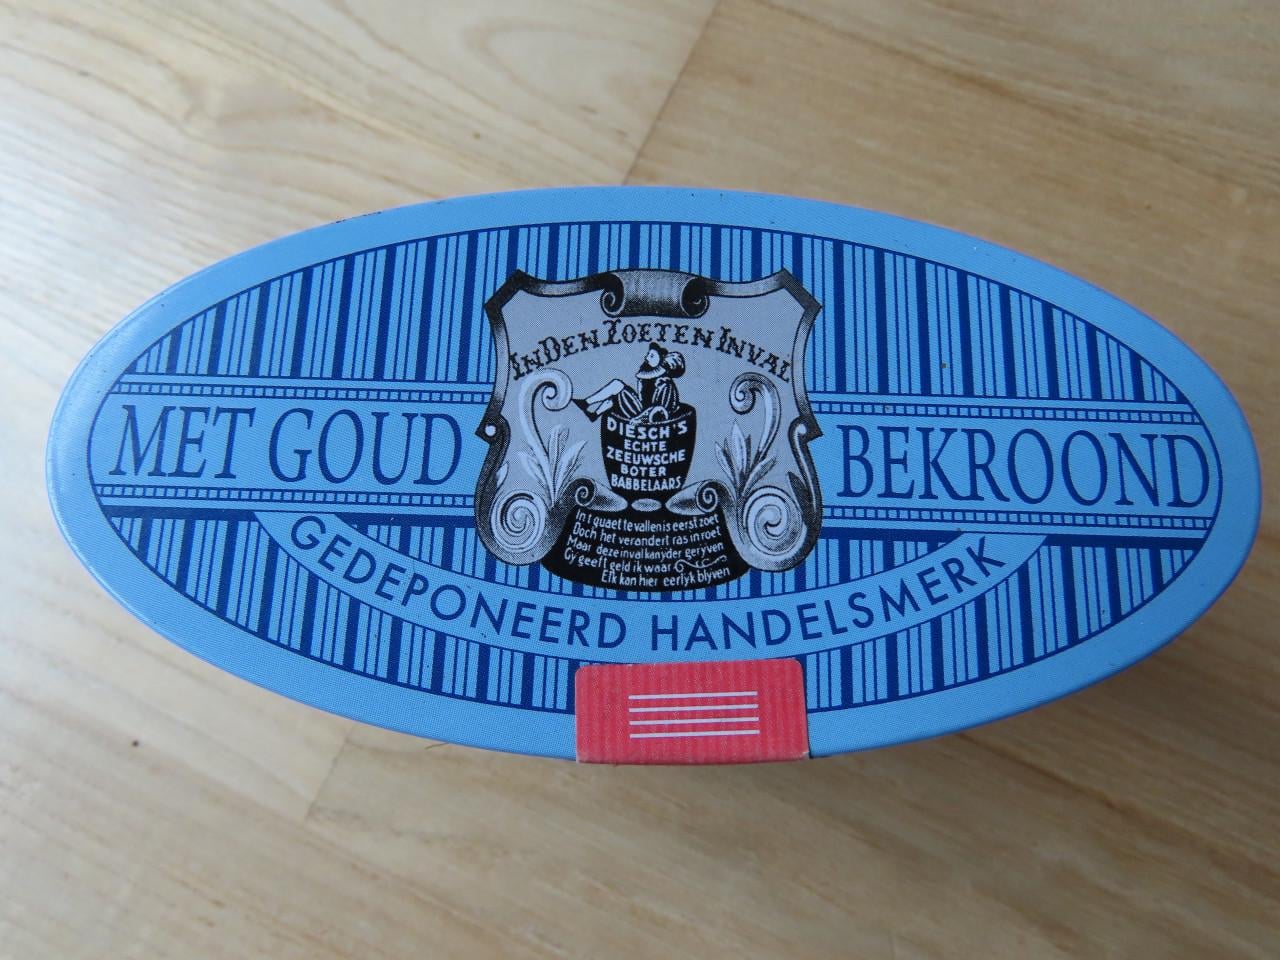 IN DEN ZOETEN INVAL
MET GOUD
BEKROOND
DIESCH'S
ECHTE
ZEEUWSCHE
BOTER
BABBELAARS
In t quaet te vallen is eerst zoet
Doch het verandert ras in roet
Maar deze inval kan yder geryven
Gy geeft geld ik waar
Elk kan hier eerlyk blyven
GEDEPONEERD HANDELSMERK